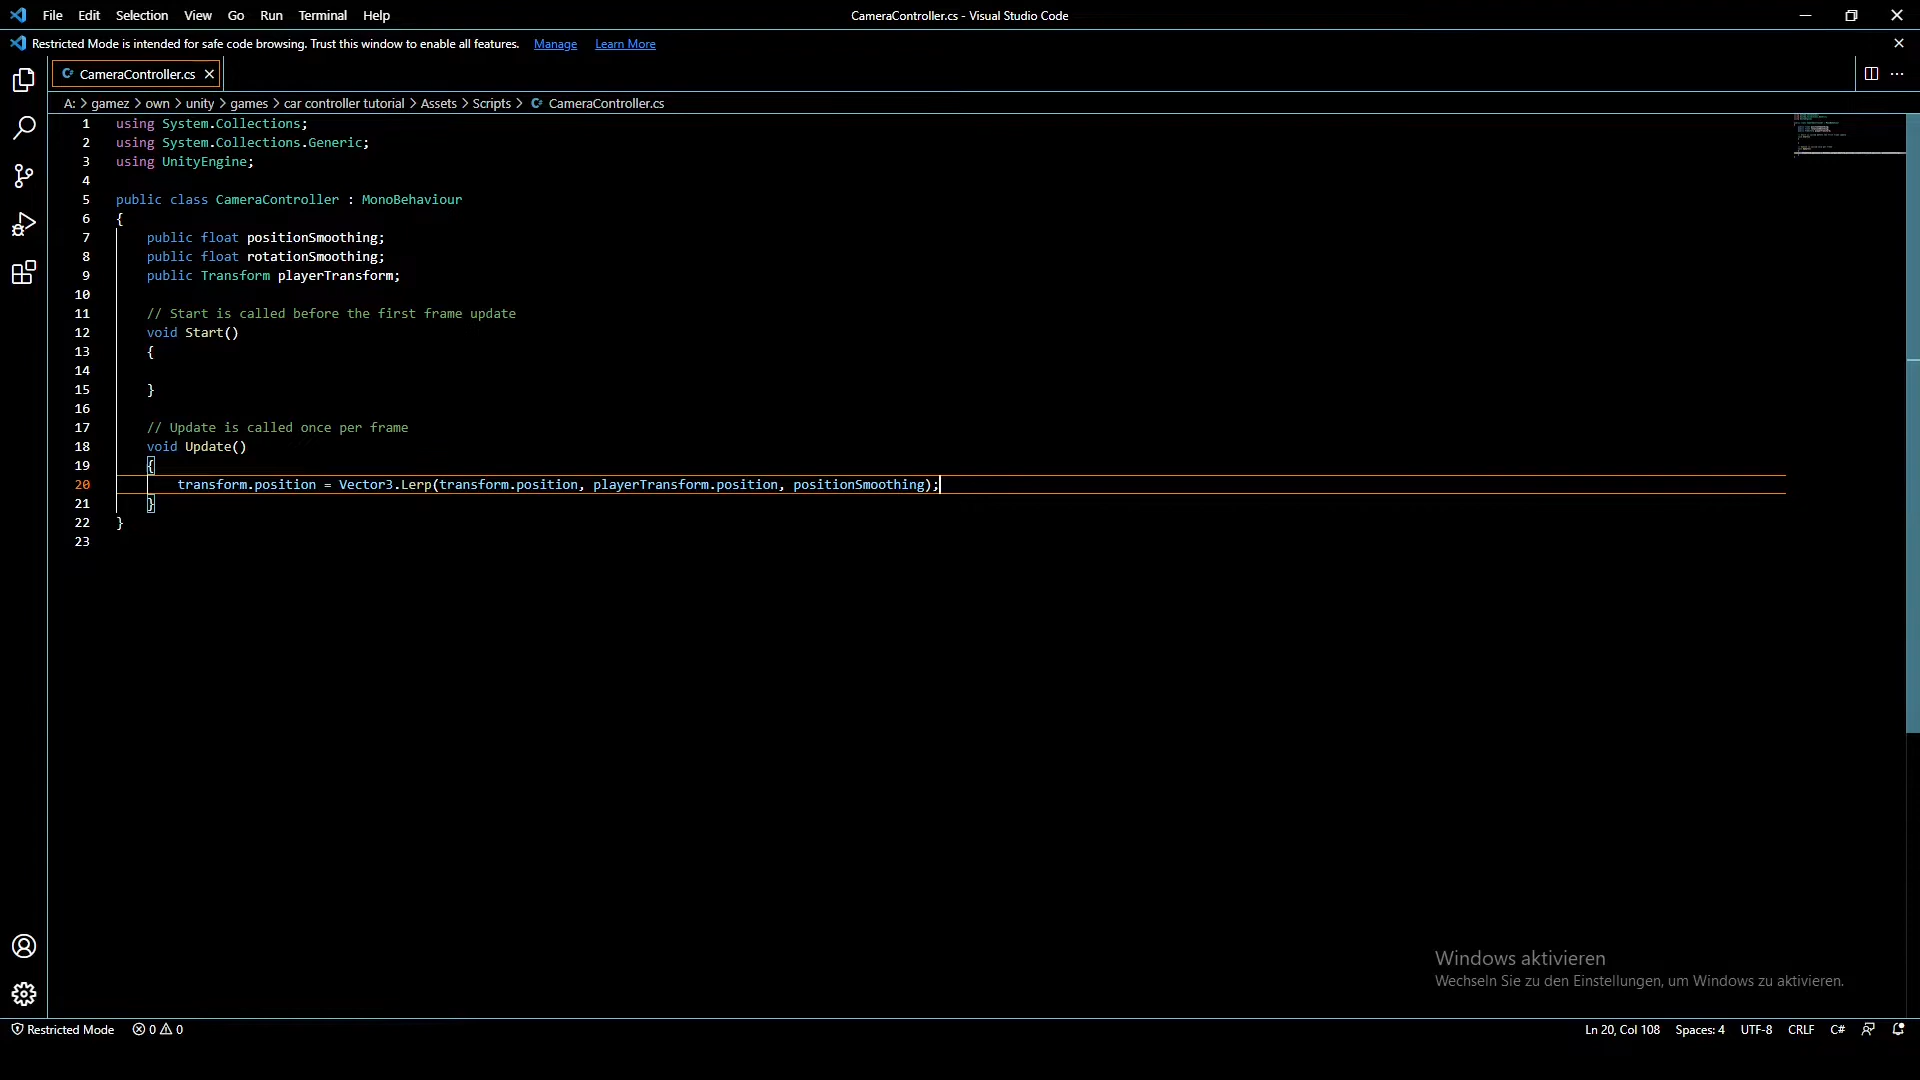 File Edit Selection View Go Run Terminal Help CameraController.cs - Visual Studio Code
Restricted Mode is intended for safe code browsing. Trust this window to enable all features. Manage Learn More
CameraController.cs
A: > gamez > own > unity > games > car controller tutorial > Assets > Scripts > CameraController.cs
1 using System.Collections;
2 using System.Collections.Generic;
3 using UnityEngine;
4
5 public class CameraController : MonoBehaviour
6 {
7     public float positionSmoothing;
8     public float rotationSmoothing;
9     public Transform playerTransform;
10
11     // Start is called before the first frame update
12     void Start()
13     {
14
15     }
16
17     // Update is called once per frame
18     void Update()
19     {
20         transform.position = Vector3.Lerp(transform.position, playerTransform.position, positionSmoothing);
21     }
22 }
23
Windows aktivieren
Wechseln Sie zu den Einstellungen, um Windows zu aktivieren.
Restricted Mode 0 0 Ln 20, Col 108 Spaces: 4 UTF-8 CRLF C#